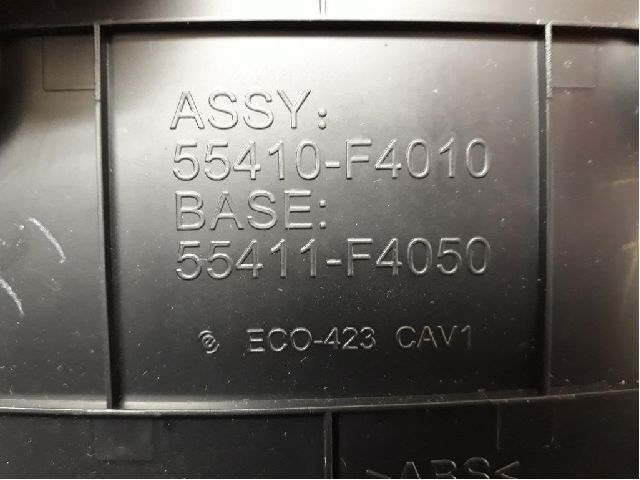 ASSY:
55410-F4010
BASE:
55411-F4050
ECO-423 CAV1
>ABS<